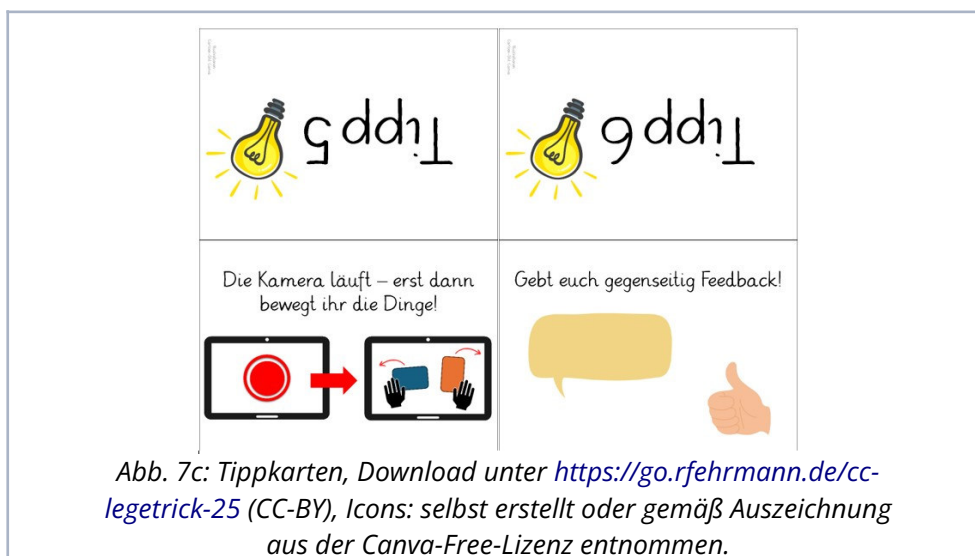 Tipp 5
Tipp 6
Die Kamera läuft – erst dann
bewegt ihr die Dinge!
Gebt euch gegenseitig Feedback!
Abb. 7c: Tippkarten, Download unter https://go.rfehrmann.de/cc-
legetrick-25 (CC-BY), Icons: selbst erstellt oder gemäß Auszeichnung
aus der Canva-Free-Lizenz entnommen.